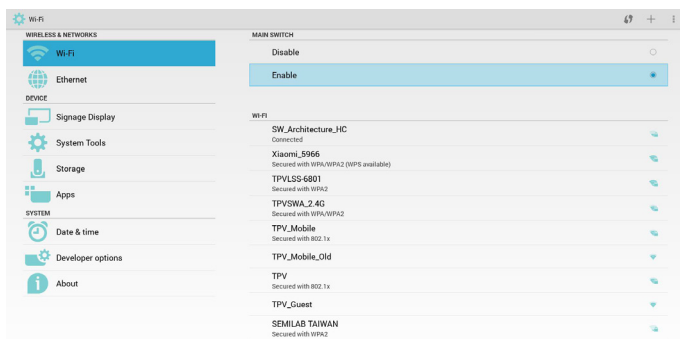 Wi-Fi
WIRELESS & NETWORKS
Wi-Fi
Ethernet
DEVICE
Signage Display
System Tools
Storage
Apps
SYSTEM
Date & time
Developer options
About
MAIN SWITCH
Disable
Enable
WI-FI
SW_Architecture_HC
Connected
Xiaomi_5966
Secured with WPA/WPA2 (WPS available)
TPVLSS-6801
Secured with WPA2
TPVSWA_2.4G
Secured with WPA/WPA2
TPV_Mobile
Secured with 802.1x
TPV_Mobile_Old
TPV
Secured with 802.1x
TPV_Guest
SEMILAB TAIWAN
Secured with WPA2